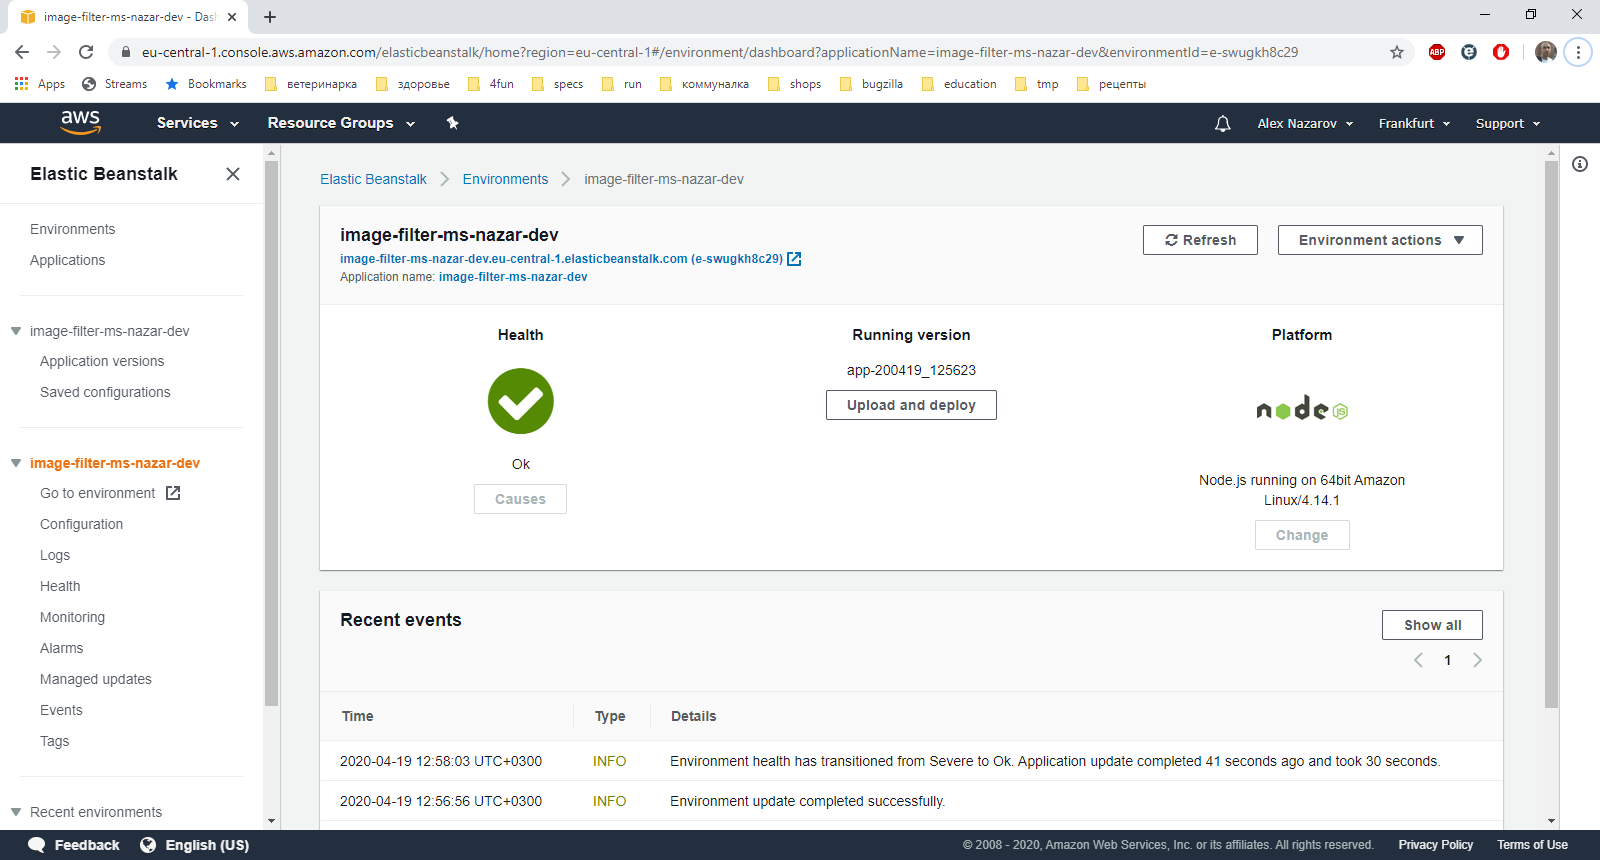 image-filter-ms-nazar-dev - Das
eu-central-1.console.aws.amazon.com/elasticbeanstalk/home?region=eu-central-1#/environment/dashboard?applicationName=image-filter-ms-nazar-dev&environmentId=e-swugkh8c29
ABP
Apps Streams Bookmarks ветеринарка здоровье 4fun specs run коммуналка shops bugzilla education tmp рецепты
aws Services Resource Groups Alex Nazarov Frankfurt Support
Elastic Beanstalk
Environments
Applications
image-filter-ms-nazar-dev
Application versions
Saved configurations
image-filter-ms-nazar-dev
Go to environment
Configuration
Logs
Health
Monitoring
Alarms
Managed updates
Events
Tags
Recent environments
Elastic Beanstalk Environments image-filter-ms-nazar-dev
image-filter-ms-nazar-dev
image-filter-ms-nazar-dev.eu-central-1.elasticbeanstalk.com (e-swugkh8c29)
Application name: image-filter-ms-nazar-dev
Refresh
Environment actions
Health
Ok
Causes
Running version
app-200419_125623
Upload and deploy
Platform
node JS
Node.js running on 64bit Amazon
Linux/4.14.1
Change
Recent events
Show all
1
Time Type Details
2020-04-19 12:58:03 UTC+0300 INFO Environment health has transitioned from Severe to Ok. Application update completed 41 seconds ago and took 30 seconds.
2020-04-19 12:56:56 UTC+0300 INFO Environment update completed successfully.
Feedback English (US) © 2008 - 2020, Amazon Web Services, Inc. or its affiliates. All rights reserved. Privacy Policy Terms of Use